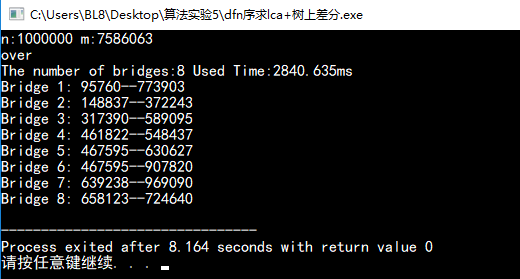 C:\Users\BL8\Desktop\算法实验5\dfn序求lca+树上差分.exe
n:1000000 m:7586063
over
The number of bridges:8 Used Time:2840.635ms
Bridge 1: 95760--773903
Bridge 2: 148837--372243
Bridge 3: 317390--589095
Bridge 4: 461822--548437
Bridge 5: 467595--630627
Bridge 6: 467595--907820
Bridge 7: 639238--969090
Bridge 8: 658123--724640
--------------------------------
Process exited after 8.164 seconds with return value 0
请按任意键继续. . .